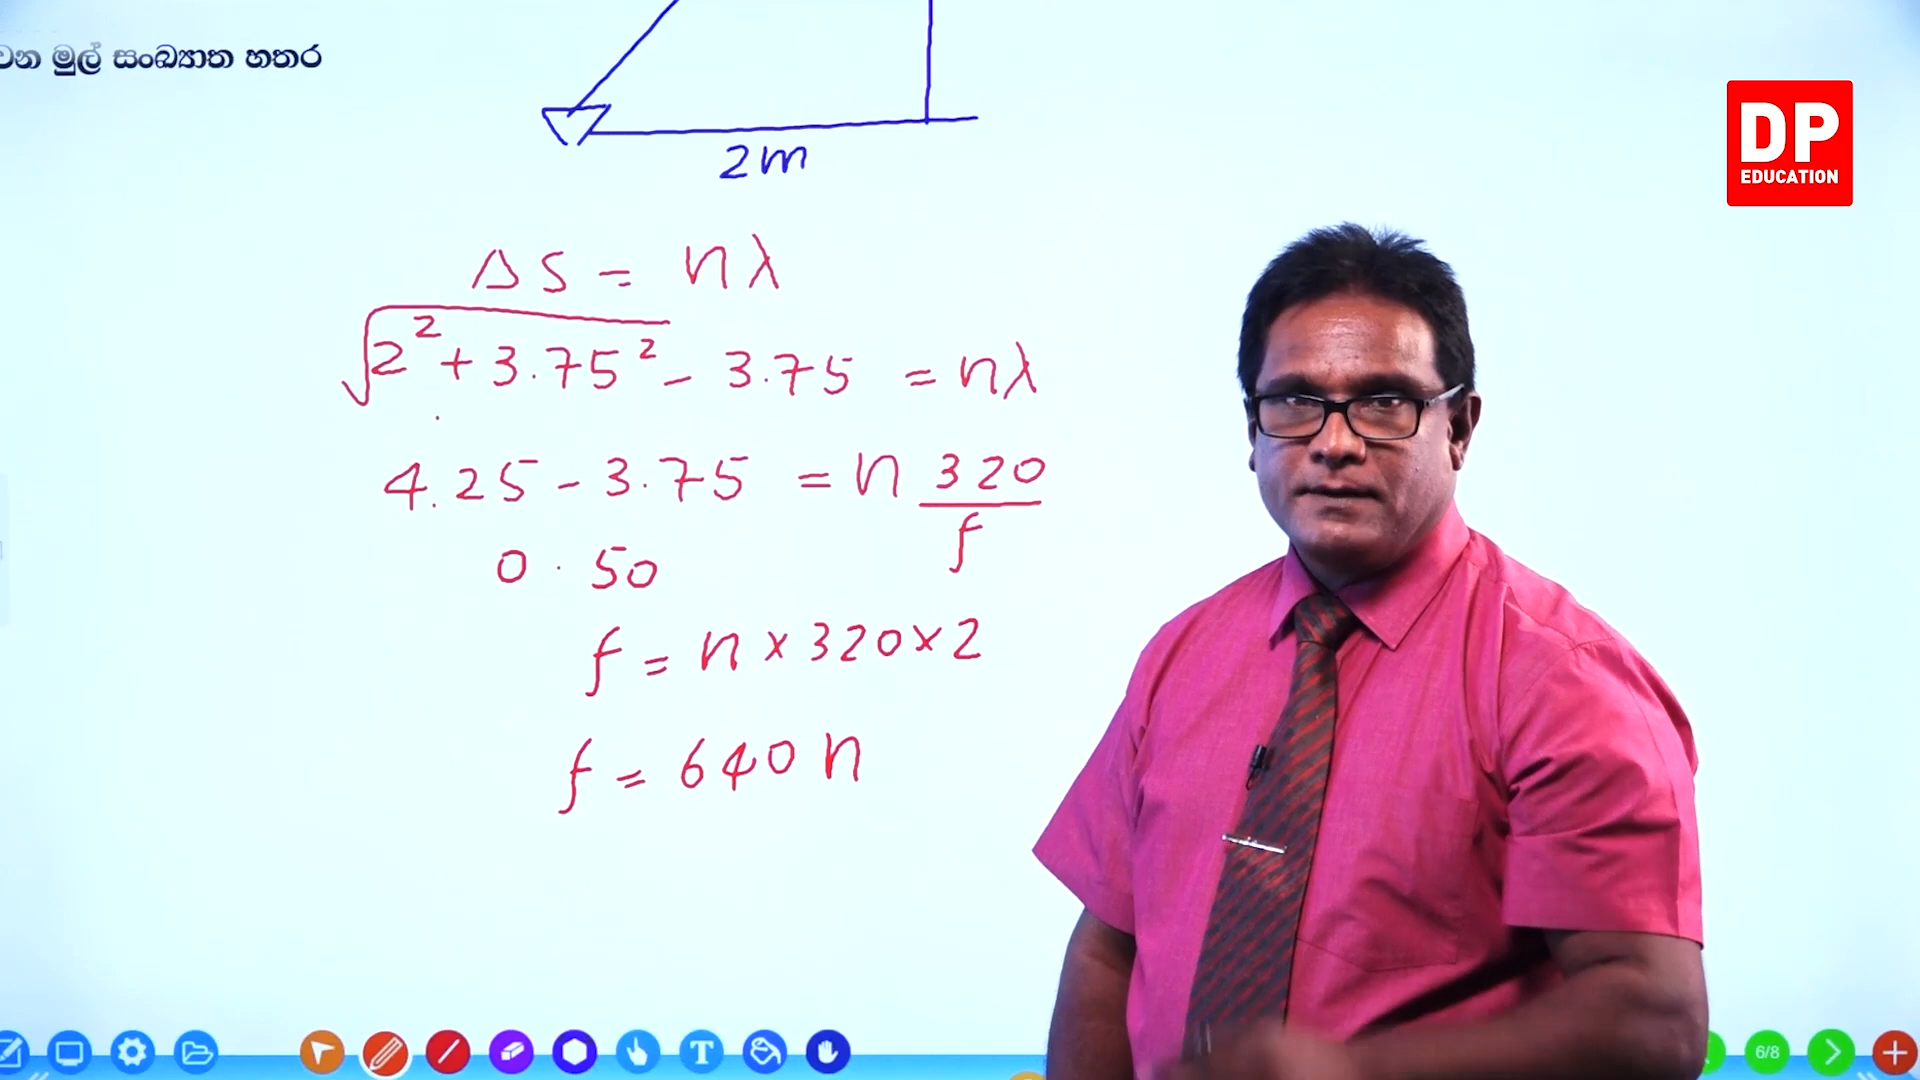 වන මුල් සංඛ්‍යාත හතර
DP
EDUCATION
2m
Δs = nλ
√2² + 3.75² - 3.75 = nλ
4.25 - 3.75 = n 320/f
0.50
f = n × 320 × 2
f = 640 n
T
6/8